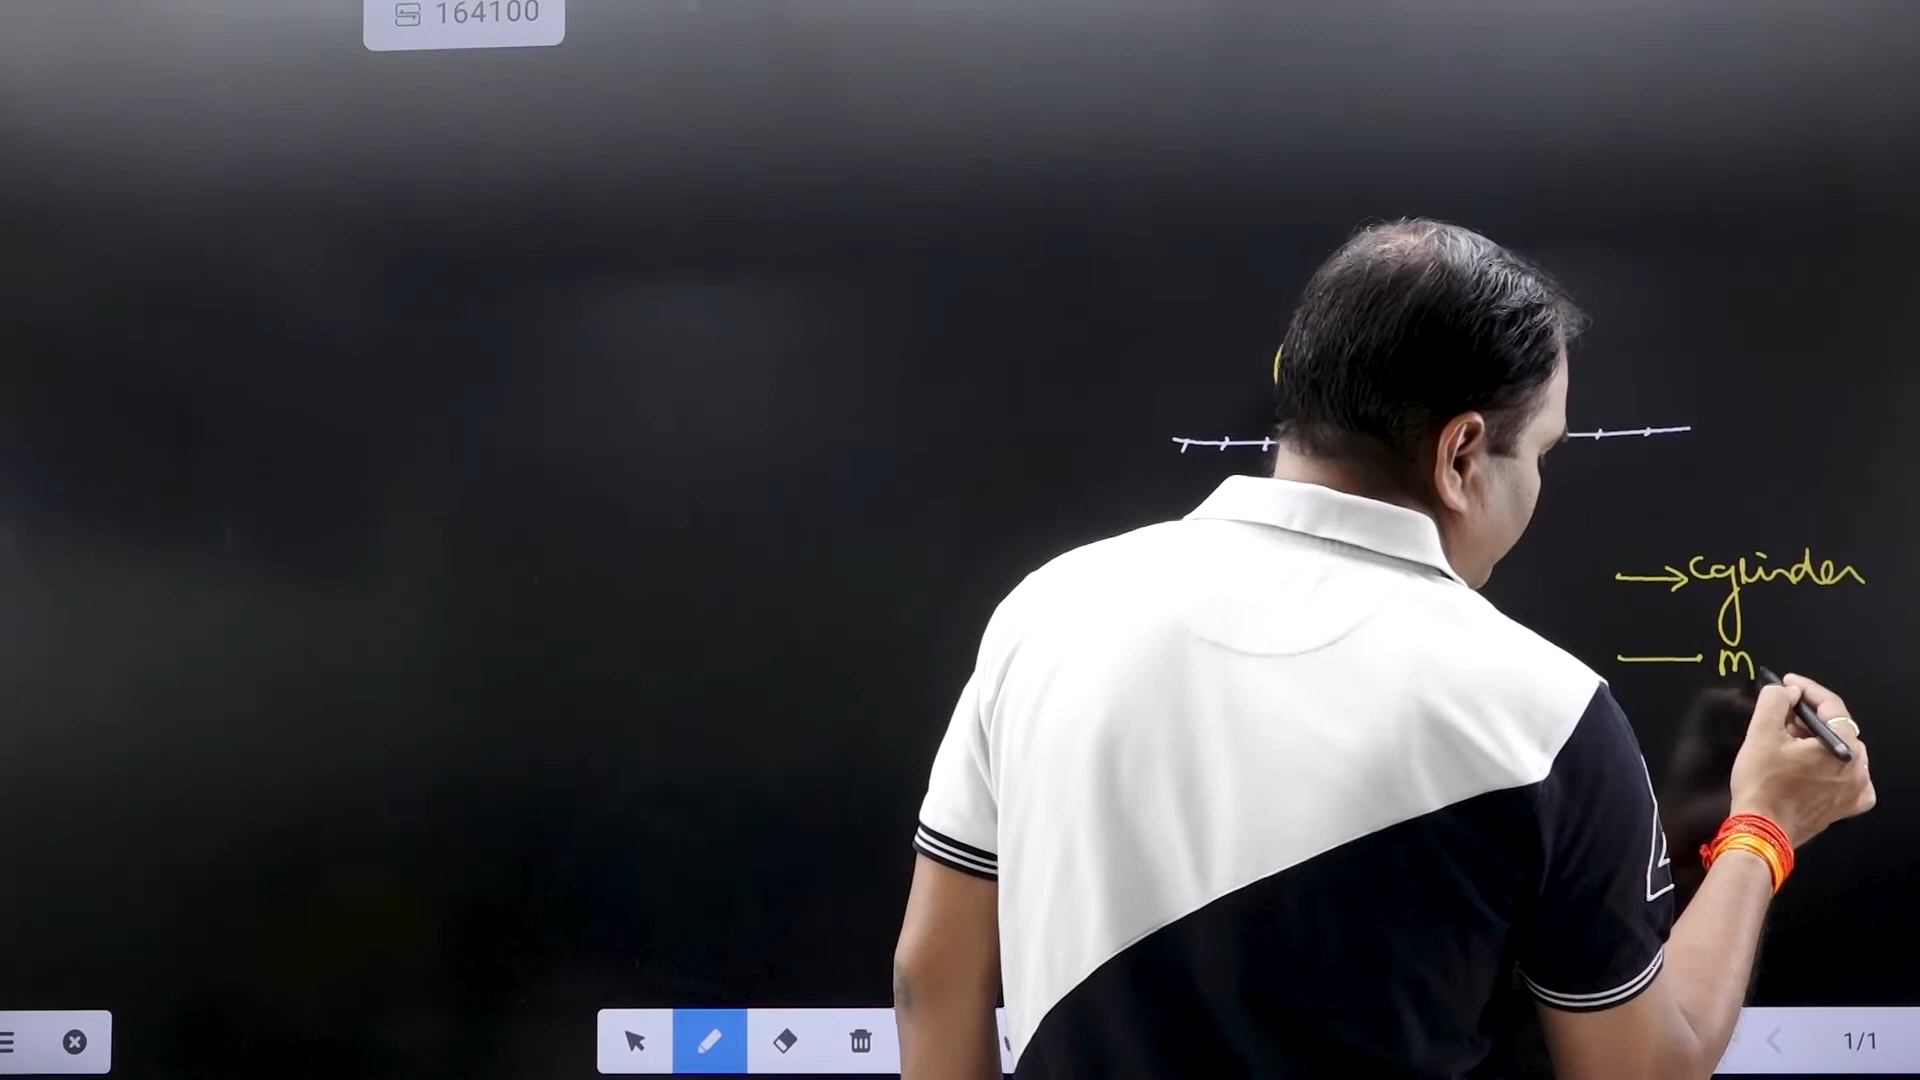 164100
→cylinder
— m
1/1